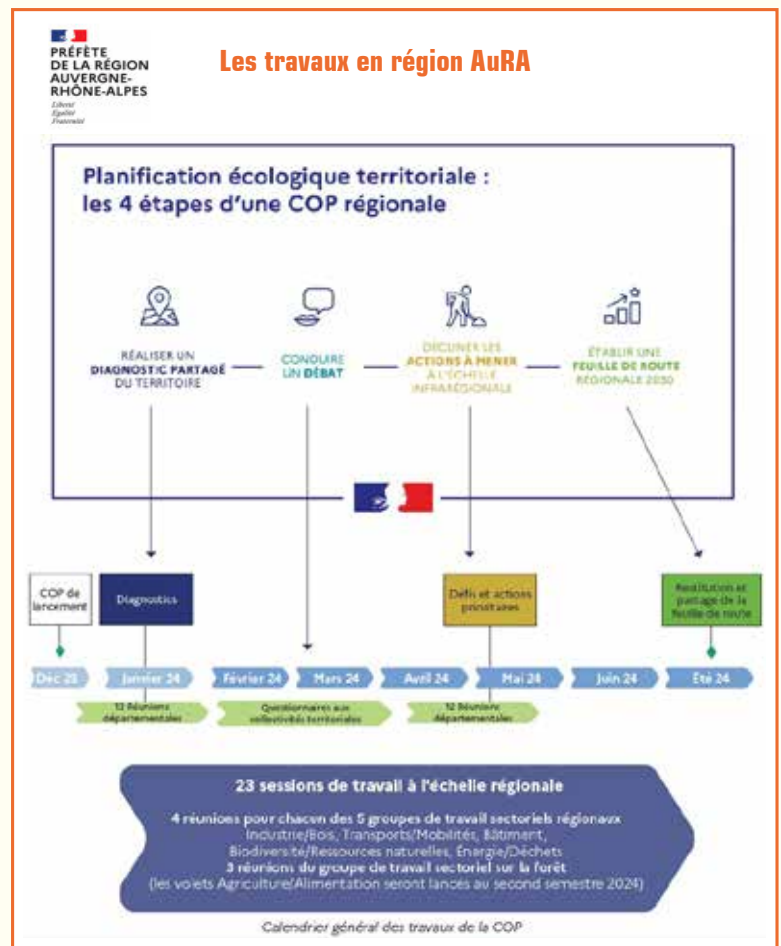 PRÉFÈTE
DE LA RÉGION
AUVERGNE-
RHÔNE-ALPES
Liberté
Égalité
Fraternité
Les travaux en région AuRA
Planification écologique territoriale :
les 4 étapes d'une COP régionale
RÉALISER UN
DIAGNOSTIC PARTAGÉ
DU TERRITOIRE
CONDUIRE
UN DÉBAT
DÉCLINER LES
ACTIONS À MENER
À L'ÉCHELLE
INFRARÉGIONALE
ÉTABLIR UNE
FEUILLE DE ROUTE
RÉGIONALE 2030
COP de
lancement
Diagnostics
Défis et actions
prioritaires
Restitution et
partage de la
feuille de route
Déc 23
Janvier 24
Février 24
Mars 24
Avril 24
Mai 24
Juin 24
Été 24
12 Réunions
départementales
Questionnaires aux
collectivités territoriales
12 Réunions
départementales
23 sessions de travail à l'échelle régionale
4 réunions pour chacun des 5 groupes de travail sectoriels régionaux
Industrie/Bois, Transports/Mobilités, Bâtiment,
Biodiversité/Ressources naturelles, Énergie/Déchets
3 réunions du groupe de travail sectoriel sur la forêt
(les volets Agriculture/Alimentation seront lancés au second semestre 2024)
Calendrier général des travaux de la COP